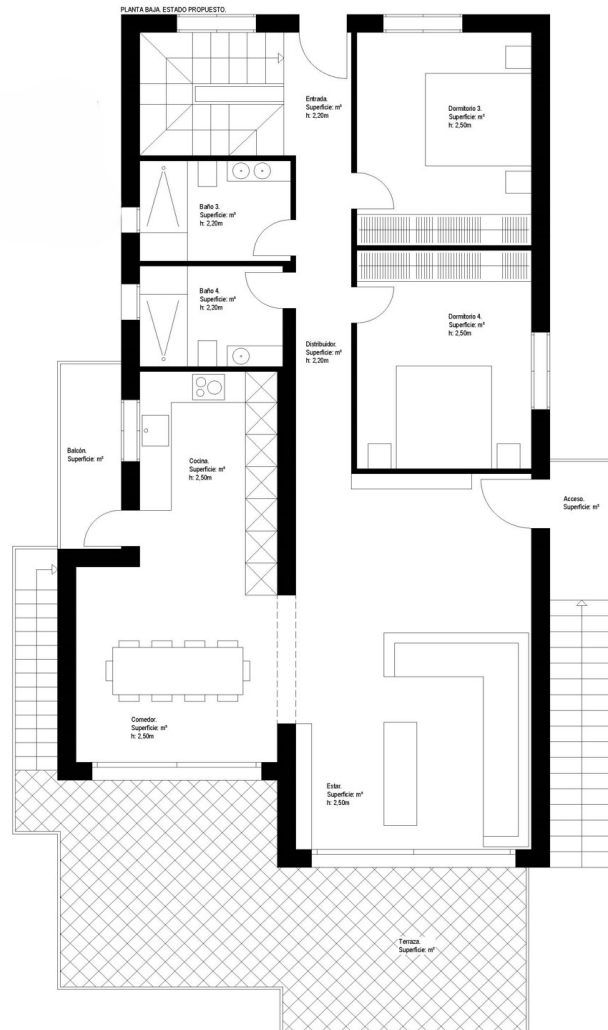 PLANTA BAJA. ESTADO PROPUESTO.
Entrada.
Superficie: m²
h: 2,20m
Dormitorio 3.
Superficie: m²
h: 2,50m
Baño 3.
Superficie: m²
h: 2,20m
Baño 4.
Superficie: m²
h: 2,20m
Dormitorio 4.
Superficie: m²
h: 2,50m
Distribuidor.
Superficie: m²
h: 2,20m
Balcón.
Superficie: m²
Cocina.
Superficie: m²
h: 2,50m
Acceso.
Superficie: m²
Comedor.
Superficie: m²
h: 2,50m
Estar.
Superficie: m²
h: 2,50m
Terraza.
Superficie: m²